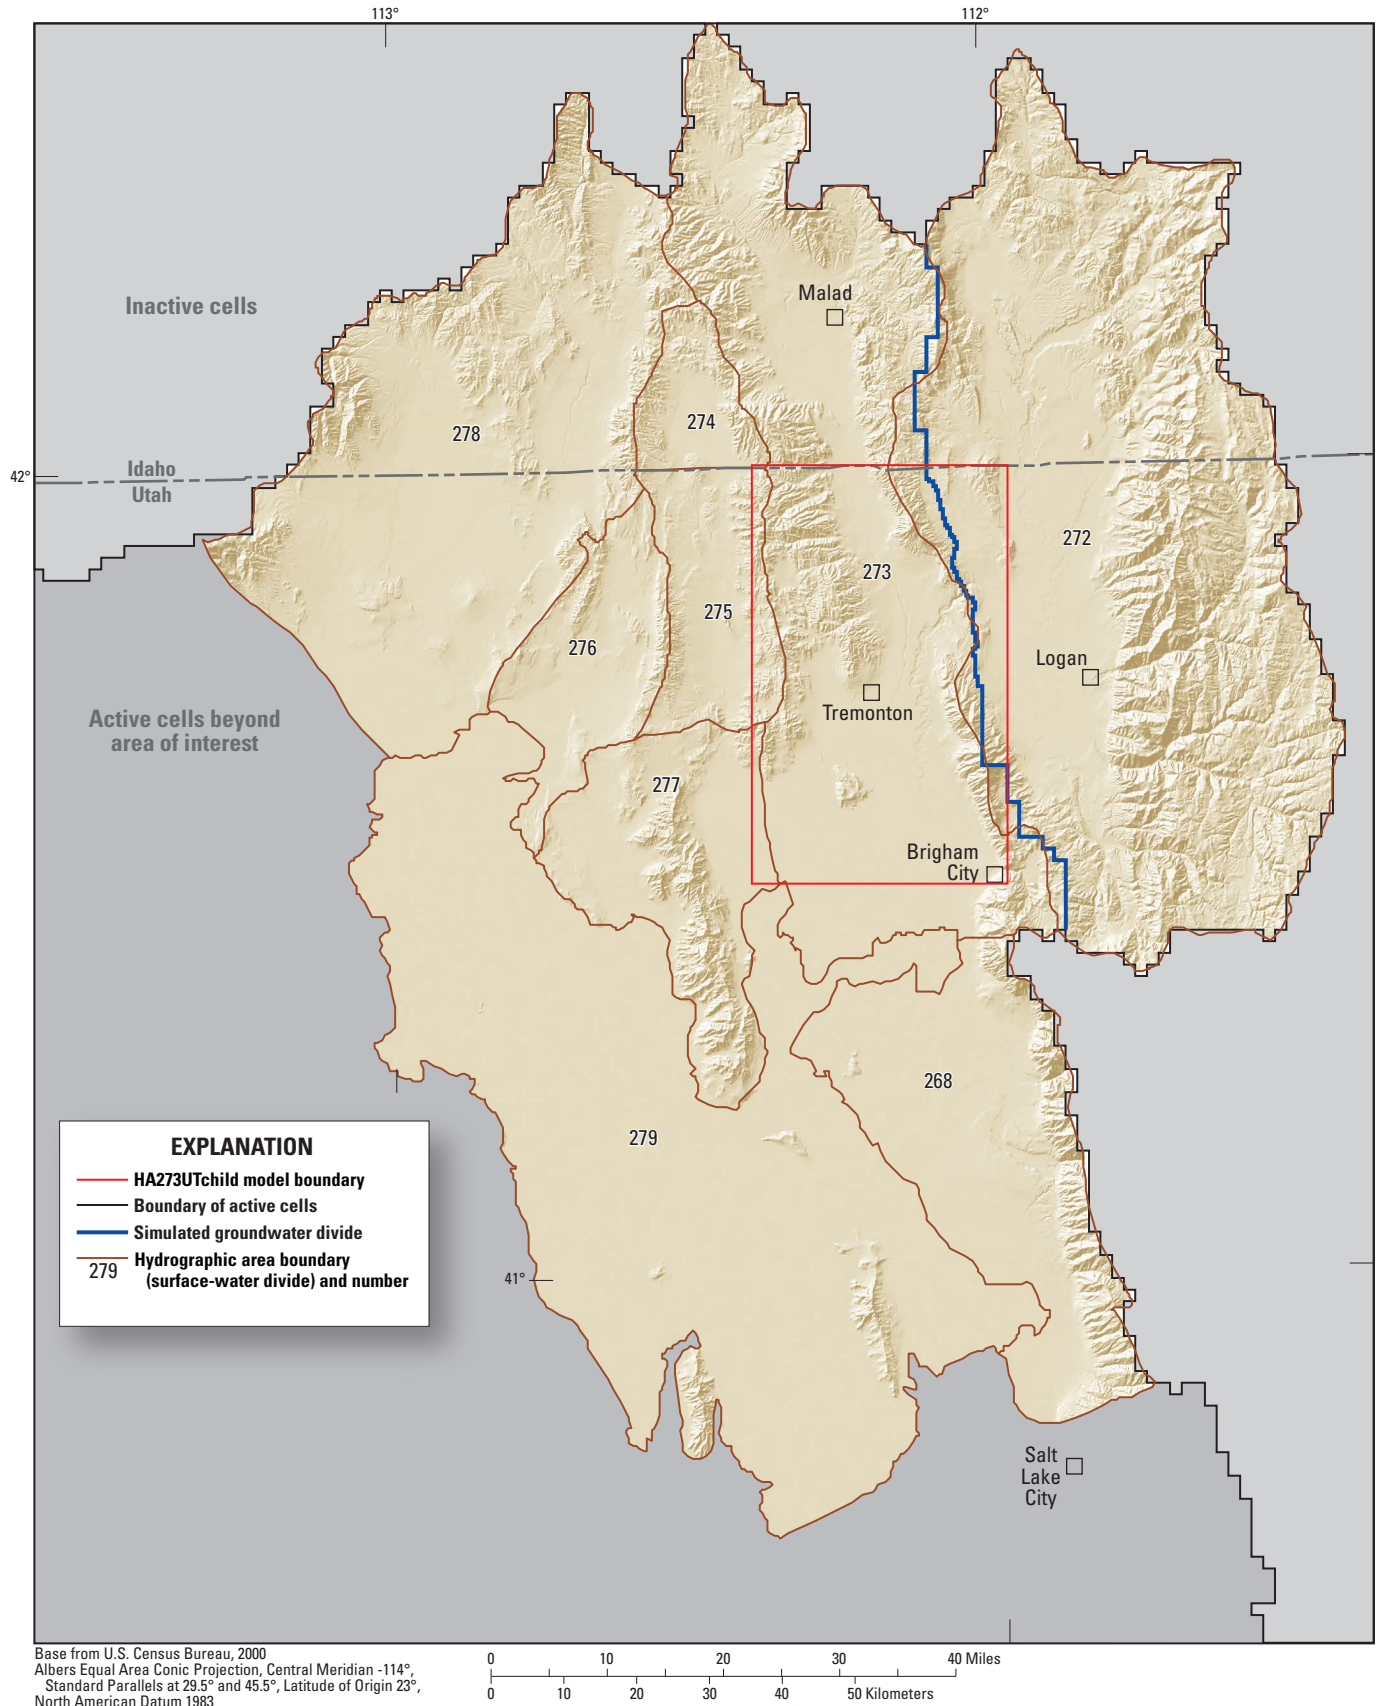 113°
112°
Malad
Inactive cells
274
278
42°
Idaho
Utah
272
273
275
276
Logan
Tremonton
Active cells beyond
area of interest
277
Brigham
City
268
279
EXPLANATION
HA273UTchild model boundary
Boundary of active cells
Simulated groundwater divide
Hydrographic area boundary
279
(surface-water divide) and number
41°
Salt
Lake
City
Base from U.S. Census Bureau, 2000
Albers Equal Area Conic Projection, Central Meridian -114°,
Standard Parallels at 29.5° and 45.5°, Latitude of Origin 23°,
North American Datum 1983
0 10 20 30 40 Miles
0 10 20 30 40 50 Kilometers